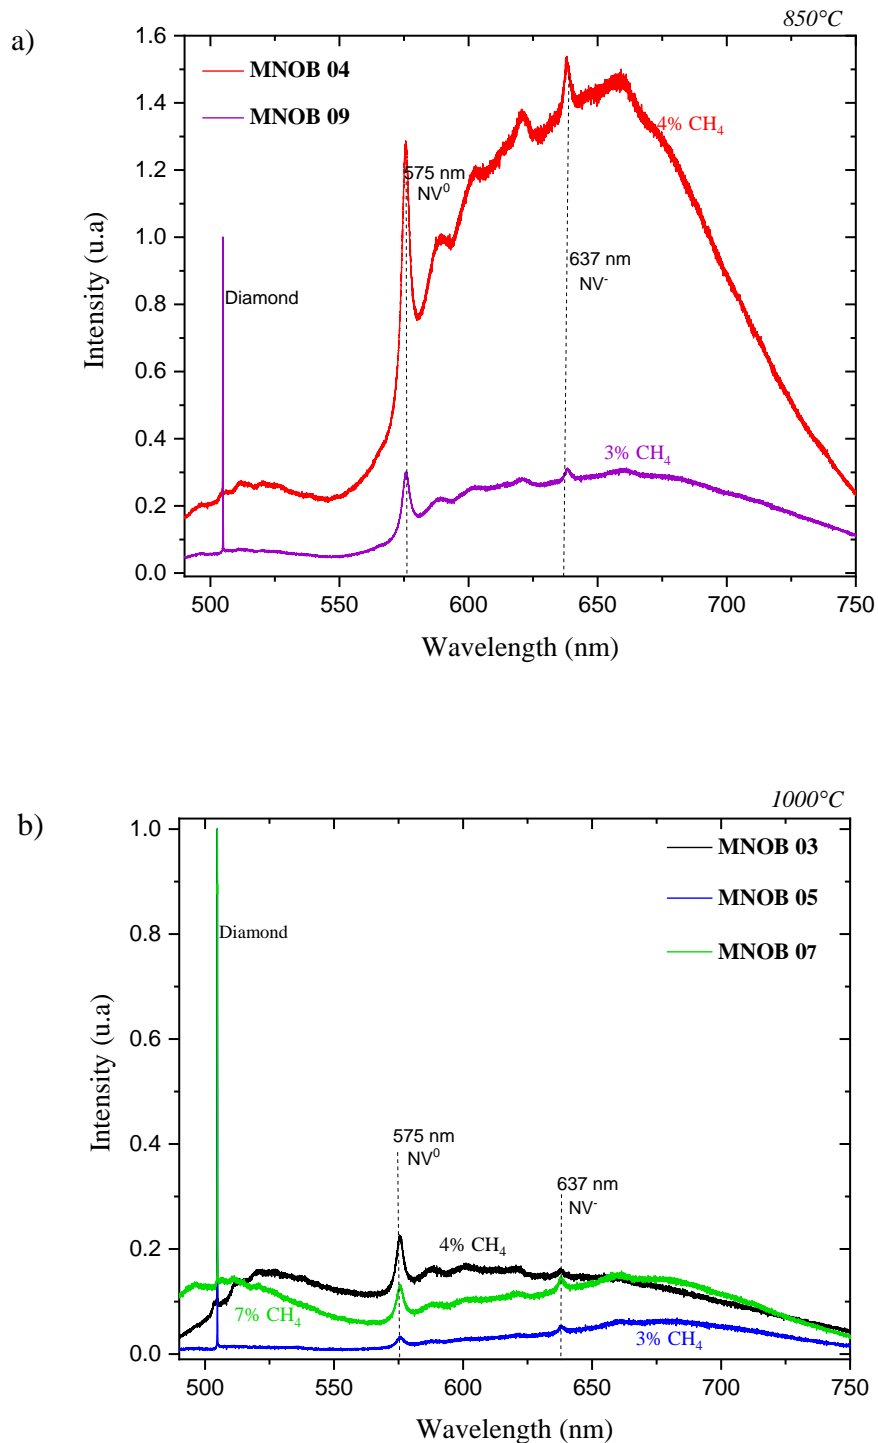 a)
850°C
MNOB 04
MNOB 09
1.6
1.4
1.2
1.0
0.8
0.6
0.4
0.2
0.0
Intensity (u.a)
4% CH₄
575 nm
NV⁰
637 nm
NV⁻
Diamond
3% CH₄
500 550 600 650 700 750
Wavelength (nm)
b)
1000°C
MNOB 03
MNOB 05
MNOB 07
1.0
0.8
0.6
0.4
0.2
0.0
Intensity (u.a)
Diamond
575 nm
NV⁰
637 nm
NV⁻
4% CH₄
7% CH₄
3% CH₄
500 550 600 650 700 750
Wavelength (nm)